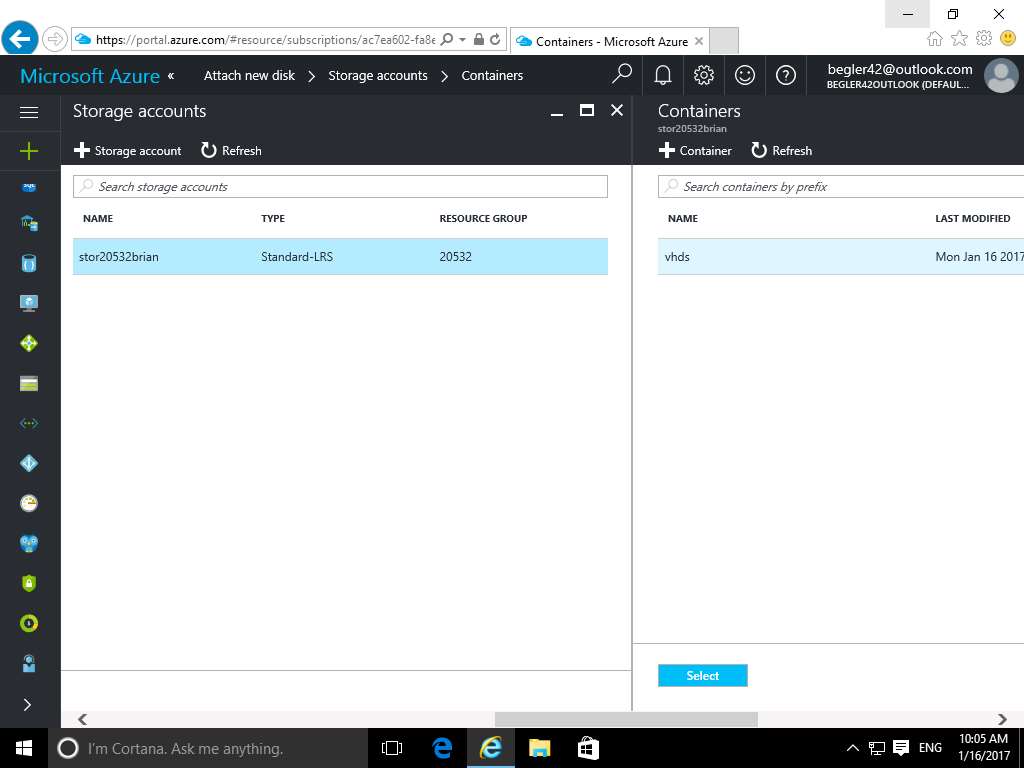 https://portal.azure.com/#resource/subscriptions/ac7ea602-fa8e
Containers - Microsoft Azure
Microsoft Azure «
Attach new disk > Storage accounts > Containers
begler42@outlook.com
BEGLER42OUTLOOK (DEFAUL...
Storage accounts
Containers
stor20532brian
Storage account
Refresh
Container
Refresh
Search storage accounts
Search containers by prefix
NAME TYPE RESOURCE GROUP
NAME LAST MODIFIED
stor20532brian Standard-LRS 20532
vhds Mon Jan 16 2017
SQL
Select
I'm Cortana. Ask me anything.
ENG
10:05 AM
1/16/2017